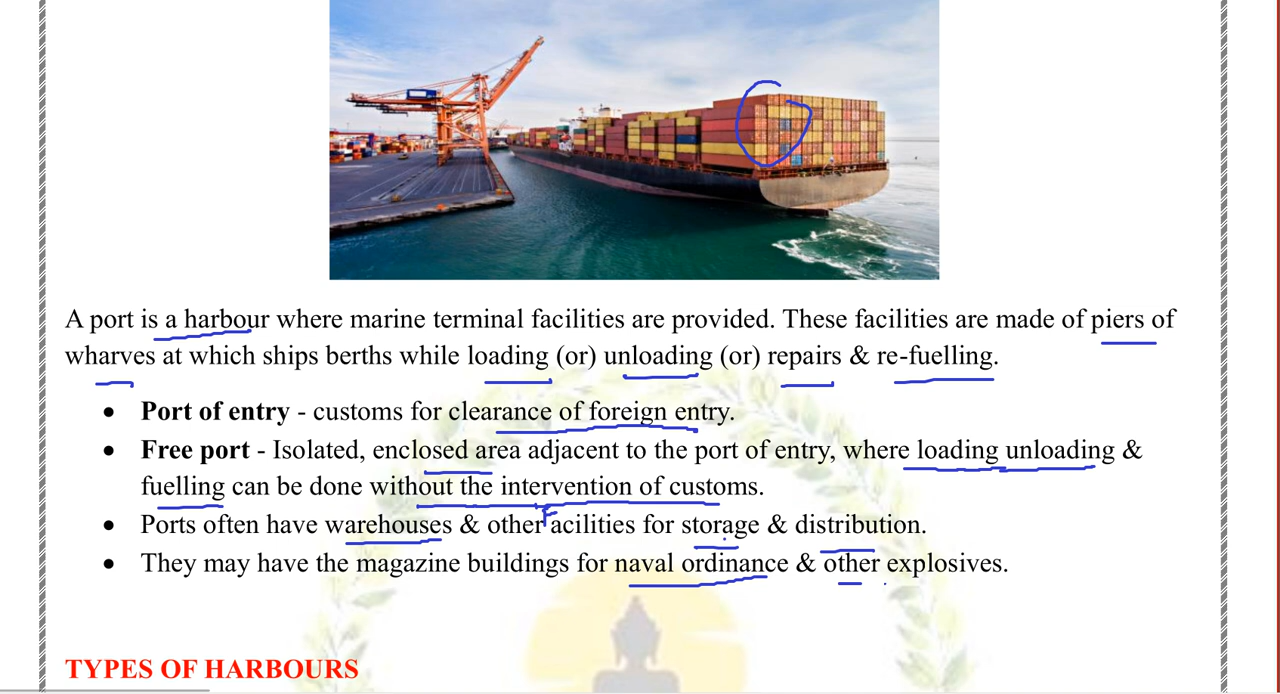 A port is a harbour where marine terminal facilities are provided. These facilities are made of piers of
wharves at which ships berths while loading (or) unloading (or) repairs & re-fuelling.
• Port of entry - customs for clearance of foreign entry.
• Free port - Isolated, enclosed area adjacent to the port of entry, where loading unloading &
fuelling can be done without the intervention of customs.
• Ports often have warehouses & other Facilities for storage & distribution.
• They may have the magazine buildings for naval ordinance & other explosives.
TYPES OF HARBOURS